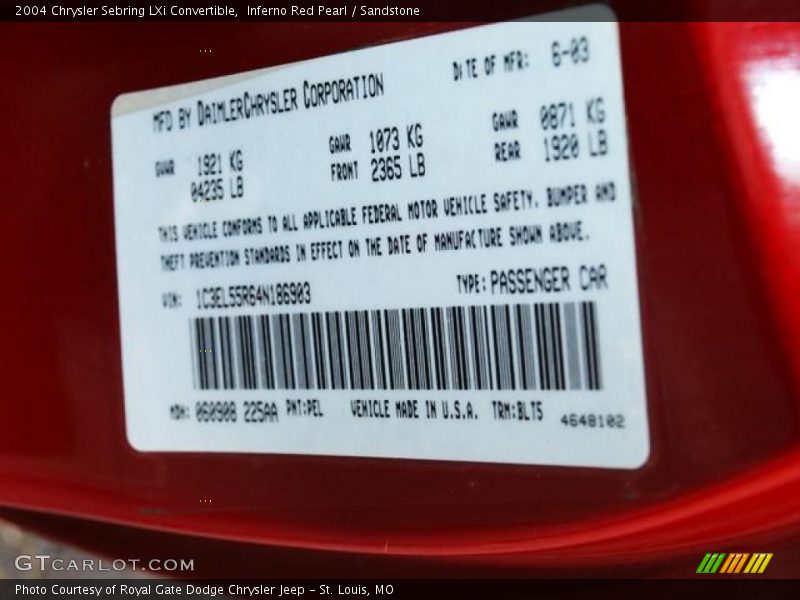 2004 Chrysler Sebring LXi Convertible,  Inferno Red Pearl / Sandstone
MFD BY DAIMLERCHRYSLER CORPORATION
DATE OF MFR: 6-03
GVWR 1921 KG GAWR 1073 KG GAWR 0871 KG
04235 LB FRONT 2365 LB REAR 1920 LB
THIS VEHICLE CONFORMS TO ALL APPLICABLE FEDERAL MOTOR VEHICLE SAFETY, BUMPER AND
THEFT PREVENTION STANDARDS IN EFFECT ON THE DATE OF MANUFACTURE SHOWN ABOVE.
VIN: 1C3EL55R64N186903 TYPE: PASSENGER CAR
MDH: 060908 225AA PNT:PEL VEHICLE MADE IN U.S.A. TRM:BLT5 4648102
GTCARLOT.COM
Photo Courtesy of Royal Gate Dodge Chrysler Jeep – St. Louis, MO